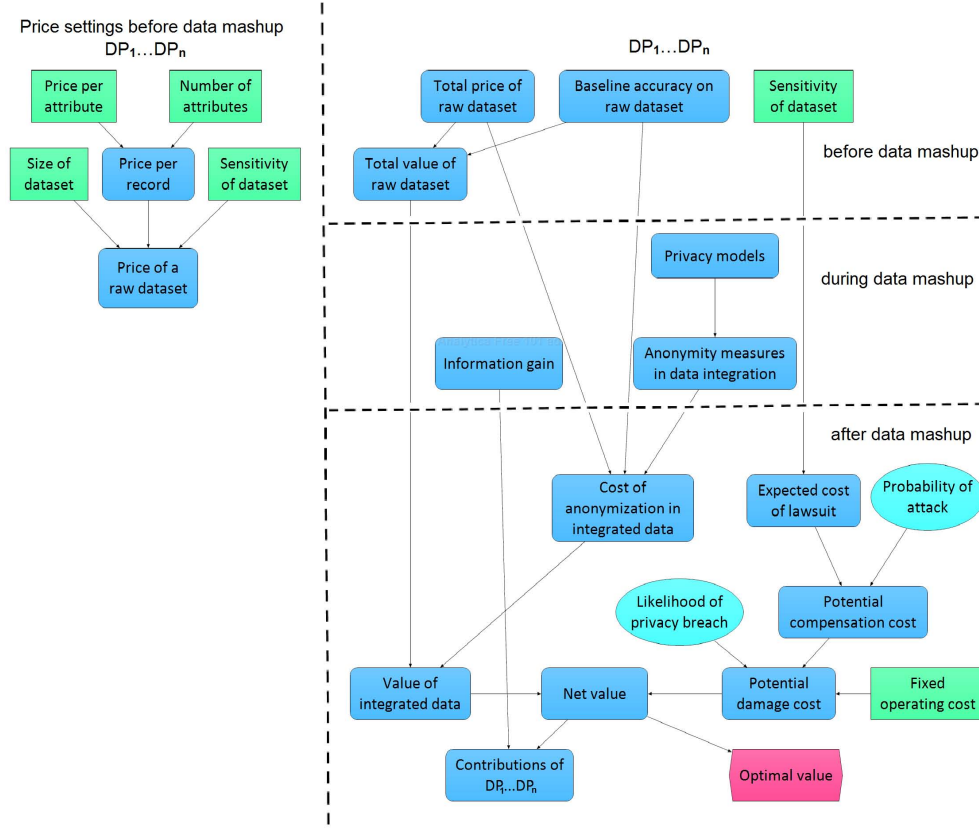 Price settings before data mashup
DP1...DPn
Price per
attribute
Number of
attributes
Size of
dataset
Price per
record
Sensitivity
of dataset
Price of a
raw dataset
DP1...DPn
Total price of
raw dataset
Baseline accuracy on
raw dataset
Sensitivity
of dataset
Total value of
raw dataset
before data mashup
Privacy models
during data mashup
Information gain
Anonymity measures
in data integration
after data mashup
Cost of
anonymization in
integrated data
Expected cost
of lawsuit
Probability of
attack
Likelihood of
privacy breach
Potential
compensation cost
Value of
integrated data
Net value
Potential
damage cost
Fixed
operating cost
Contributions of
DP1...DPn
Optimal value